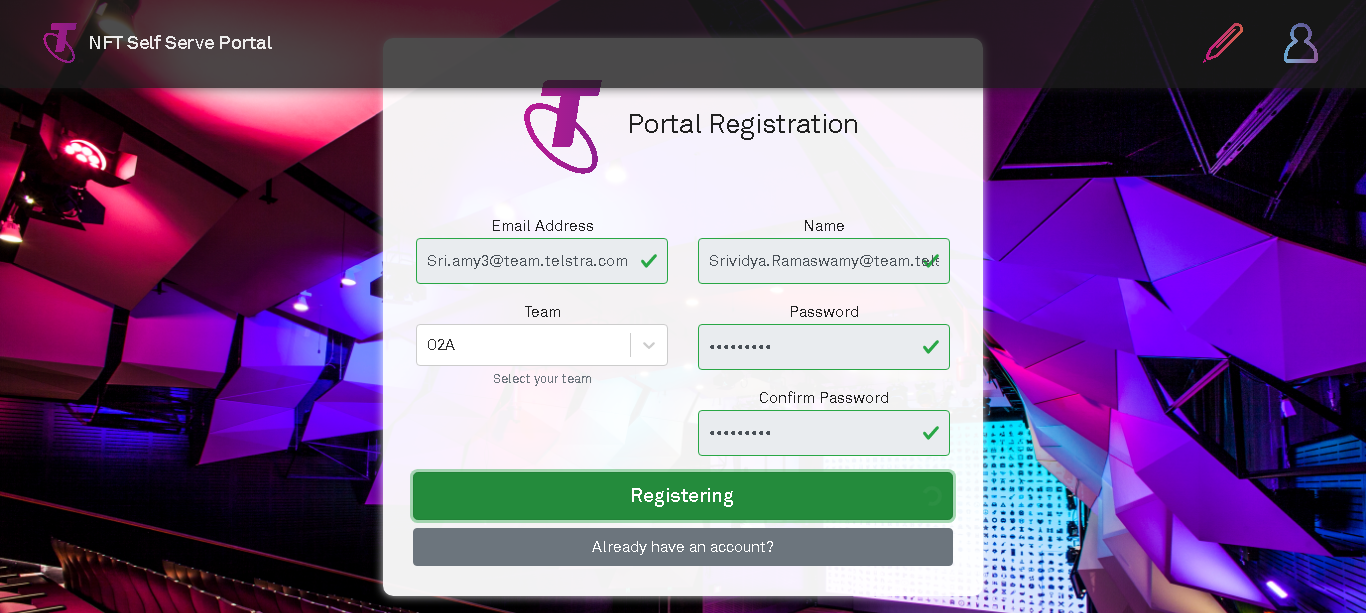 NFT Self Serve Portal
Portal Registration
Email Address
Name
Sri.amy3@team.telstra.com
Srividya.Ramaswamy@team.tels
Team
Password
O2A
•••••••••
Select your team
Confirm Password
•••••••••
Registering
Already have an account?